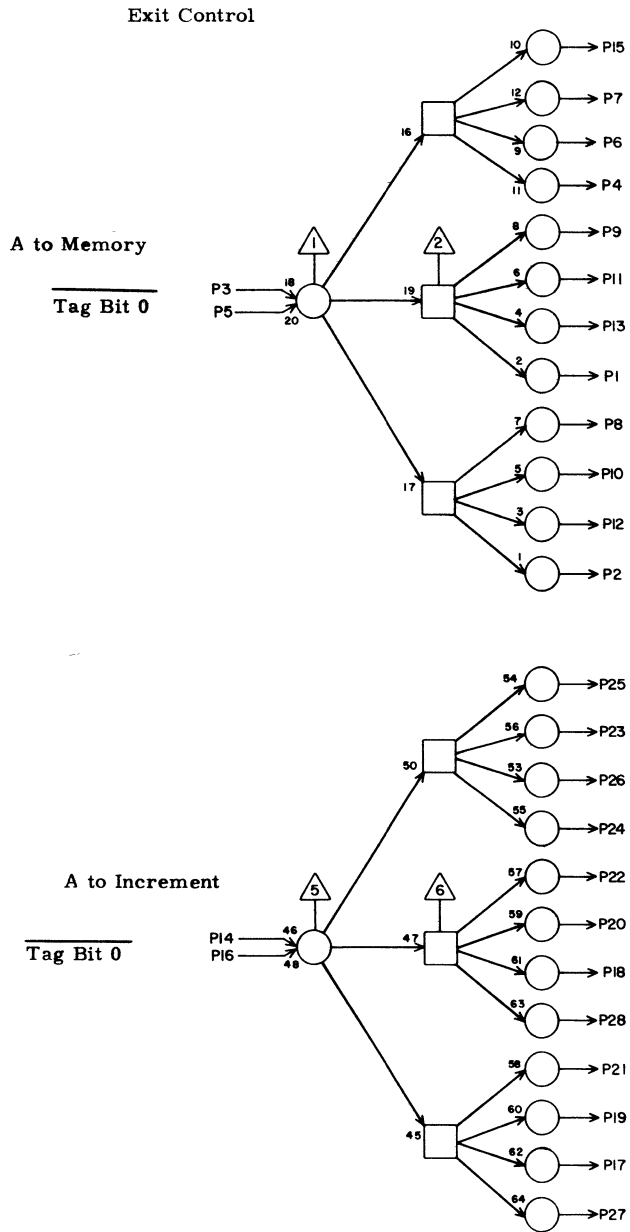 Exit Control
10 P15
12 P7
16
9 P6
11 P4
A to Memory
1
2
8 P9
Tag Bit 0
P3 18
P5 20
19
6 P11
4 P13
2 P1
7 P8
17
5 P10
3 P12
1 P2
54 P25
56 P23
50
53 P26
55 P24
A to Increment
5
6
57 P22
Tag Bit 0
P14 46
P16 48
47
59 P20
61 P18
63 P28
58 P21
45
60 P19
62 P17
64 P27